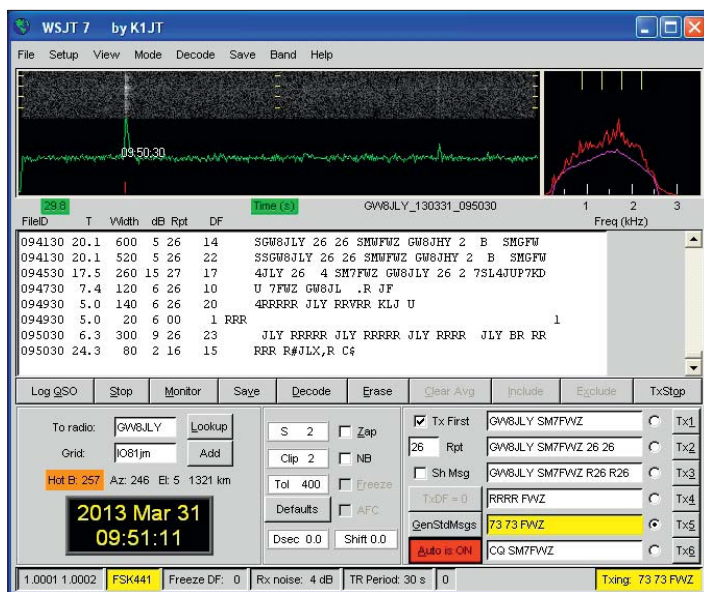 WSJT 7 by K1JT
File Setup View Mode Decode Save Band Help
09:50:30
29.8 Time (s) GW8JLY_130331_095030 1 2 3
FileID T Width dB Rpt DF Freq (kHz)
094130 20.1 600 5 26 14 SGW8JLY 26 26 SMWFWZ GW8JHY 2 B SMGFW
094130 20.1 520 5 26 22 SSGW8JLY 26 26 SMWFWZ GW8JHY 2 B SMGFW
094530 17.5 260 15 27 17 4JLY 26 4 SM7FWZ GW8JLY 26 2 7SL4JUP7KD
094730 7.4 120 6 26 10 U 7FWZ GW8JL .R JF
094930 5.0 140 6 26 20 4RRRRR JLY RRVRR KLJ U
094930 5.0 20 6 00 1 RRR 1
095030 6.3 300 9 26 23 JLY RRRRR JLY RRRRR JLY RRRR JLY BR RR
095030 24.3 80 2 16 15 RRR R#JLX,R C$
Log QSO Stop Monitor Save Decode Erase Clear Avg Include Exclude TxStop
To radio: GW8JLY Lookup
Grid: IO81jm Add
Hot B: 257 Az: 246 El: 5 1321 km
2013 Mar 31
09:51:11
S 2 Zap
Clip 2 NB
Tol 400 Freeze
Defaults AFC
Dsec 0.0 Shift 0.0
Tx First GW8JLY SM7FWZ Tx1
26 Rpt GW8JLY SM7FWZ 26 26 Tx2
Sh Msg GW8JLY SM7FWZ R26 R26 Tx3
TxDF = 0 RRRR FWZ Tx4
GenStdMsgs 73 73 FWZ Tx5
Auto is ON CQ SM7FWZ Tx6
1.0001 1.0002 FSK441 Freeze DF: 0 Rx noise: 4 dB TR Period: 30 s 0 Txing: 73 73 FWZ